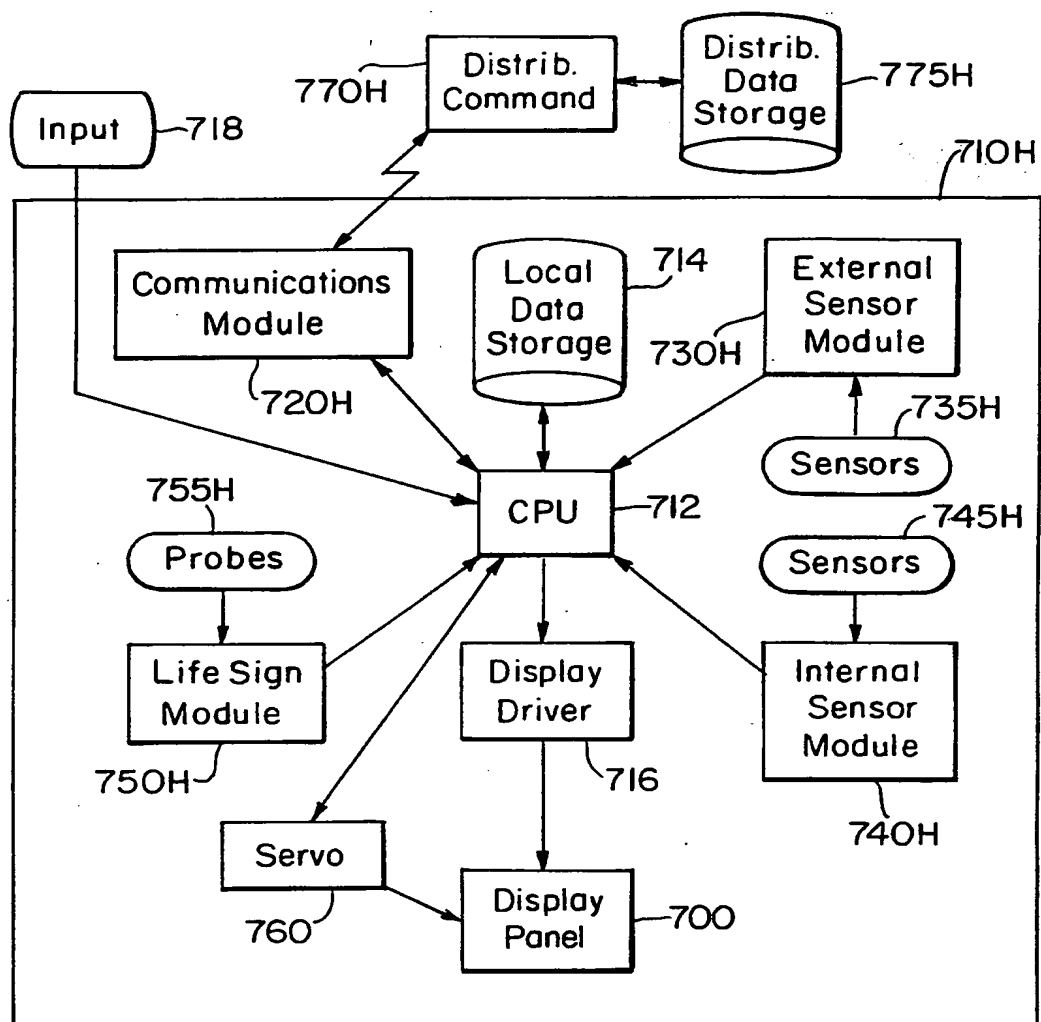 Distrib.
Command
770H
Distrib.
Data
Storage
775H
Input
718
710H
Communications
Module
720H
Local
Data
Storage
714
External
Sensor
Module
730H
735H
Sensors
CPU
712
755H
Probes
745H
Sensors
Life Sign
Module
750H
Display
Driver
716
Internal
Sensor
Module
740H
Servo
760
Display
Panel
700